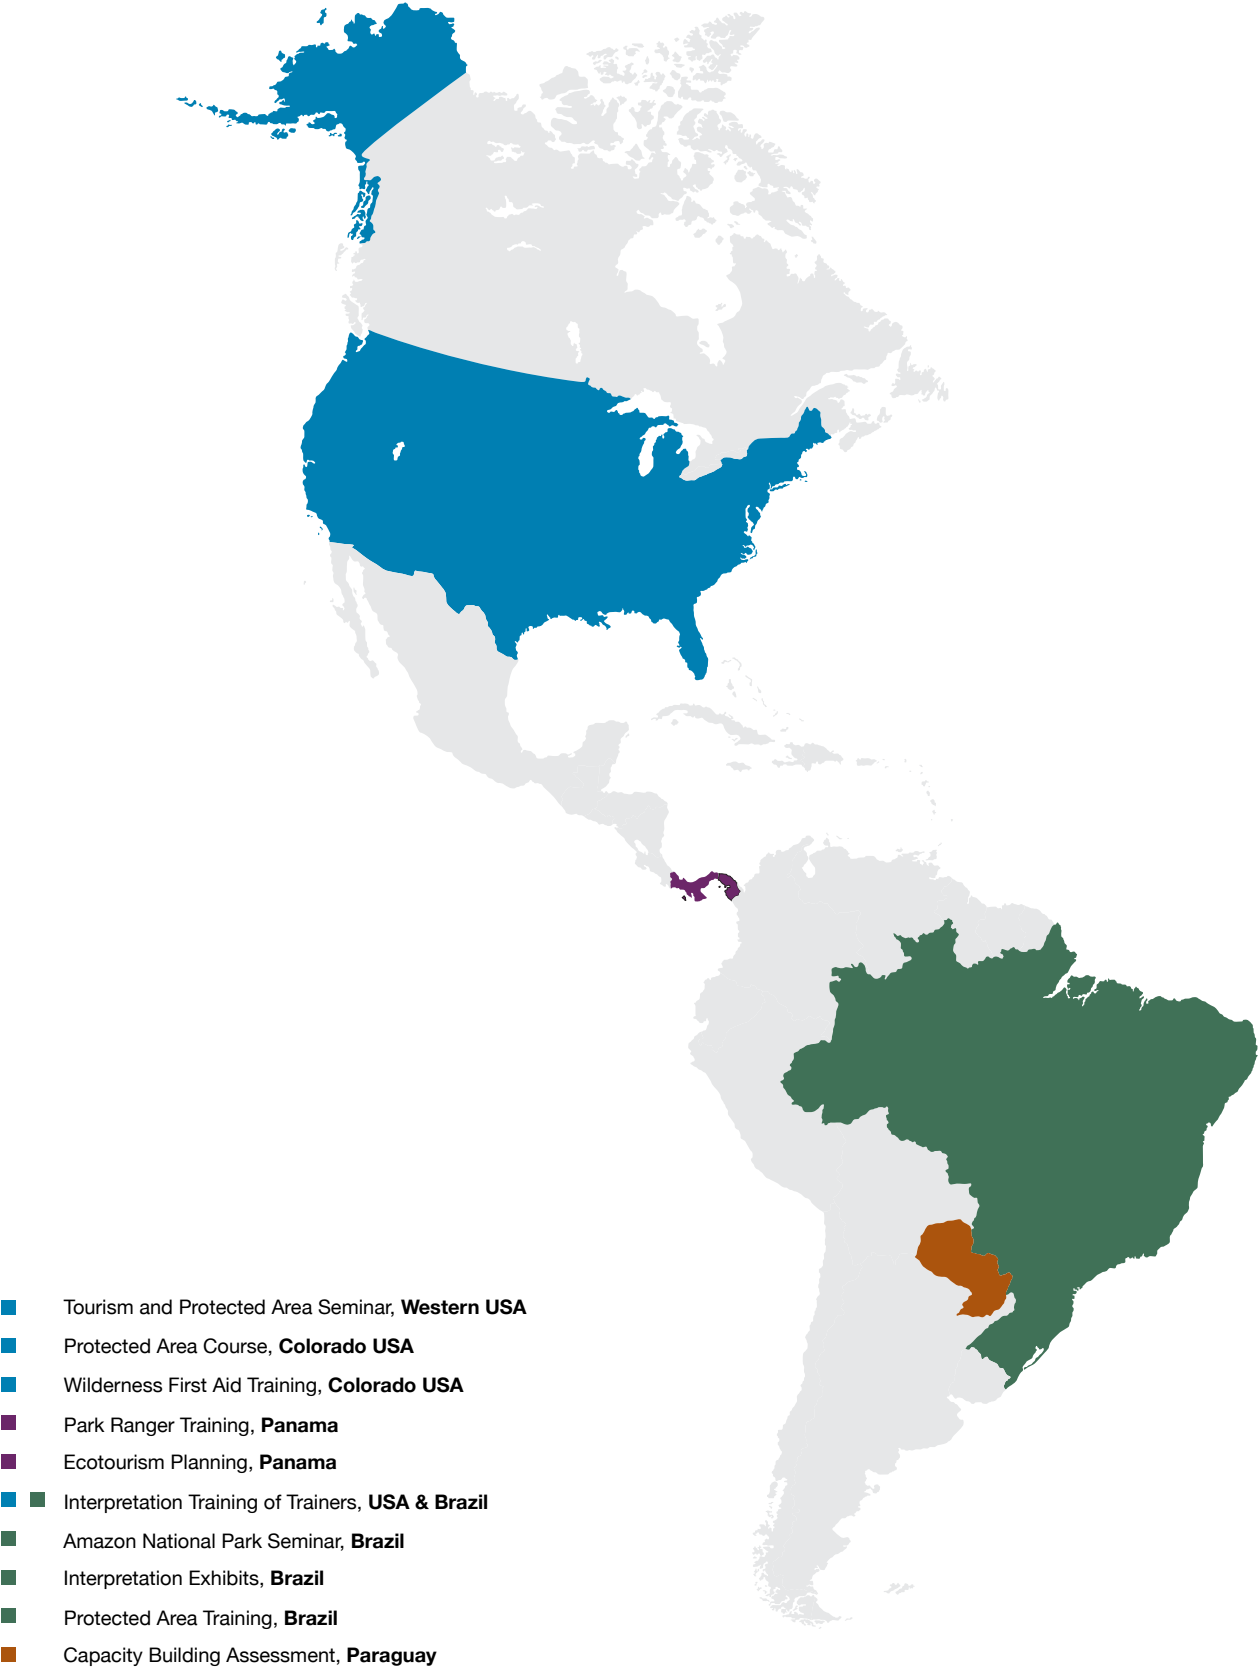 Tourism and Protected Area Seminar, Western USA
Protected Area Course, Colorado USA
Wilderness First Aid Training, Colorado USA
Park Ranger Training, Panama
Ecotourism Planning, Panama
Interpretation Training of Trainers, USA & Brazil
Amazon National Park Seminar, Brazil
Interpretation Exhibits, Brazil
Protected Area Training, Brazil
Capacity Building Assessment, Paraguay